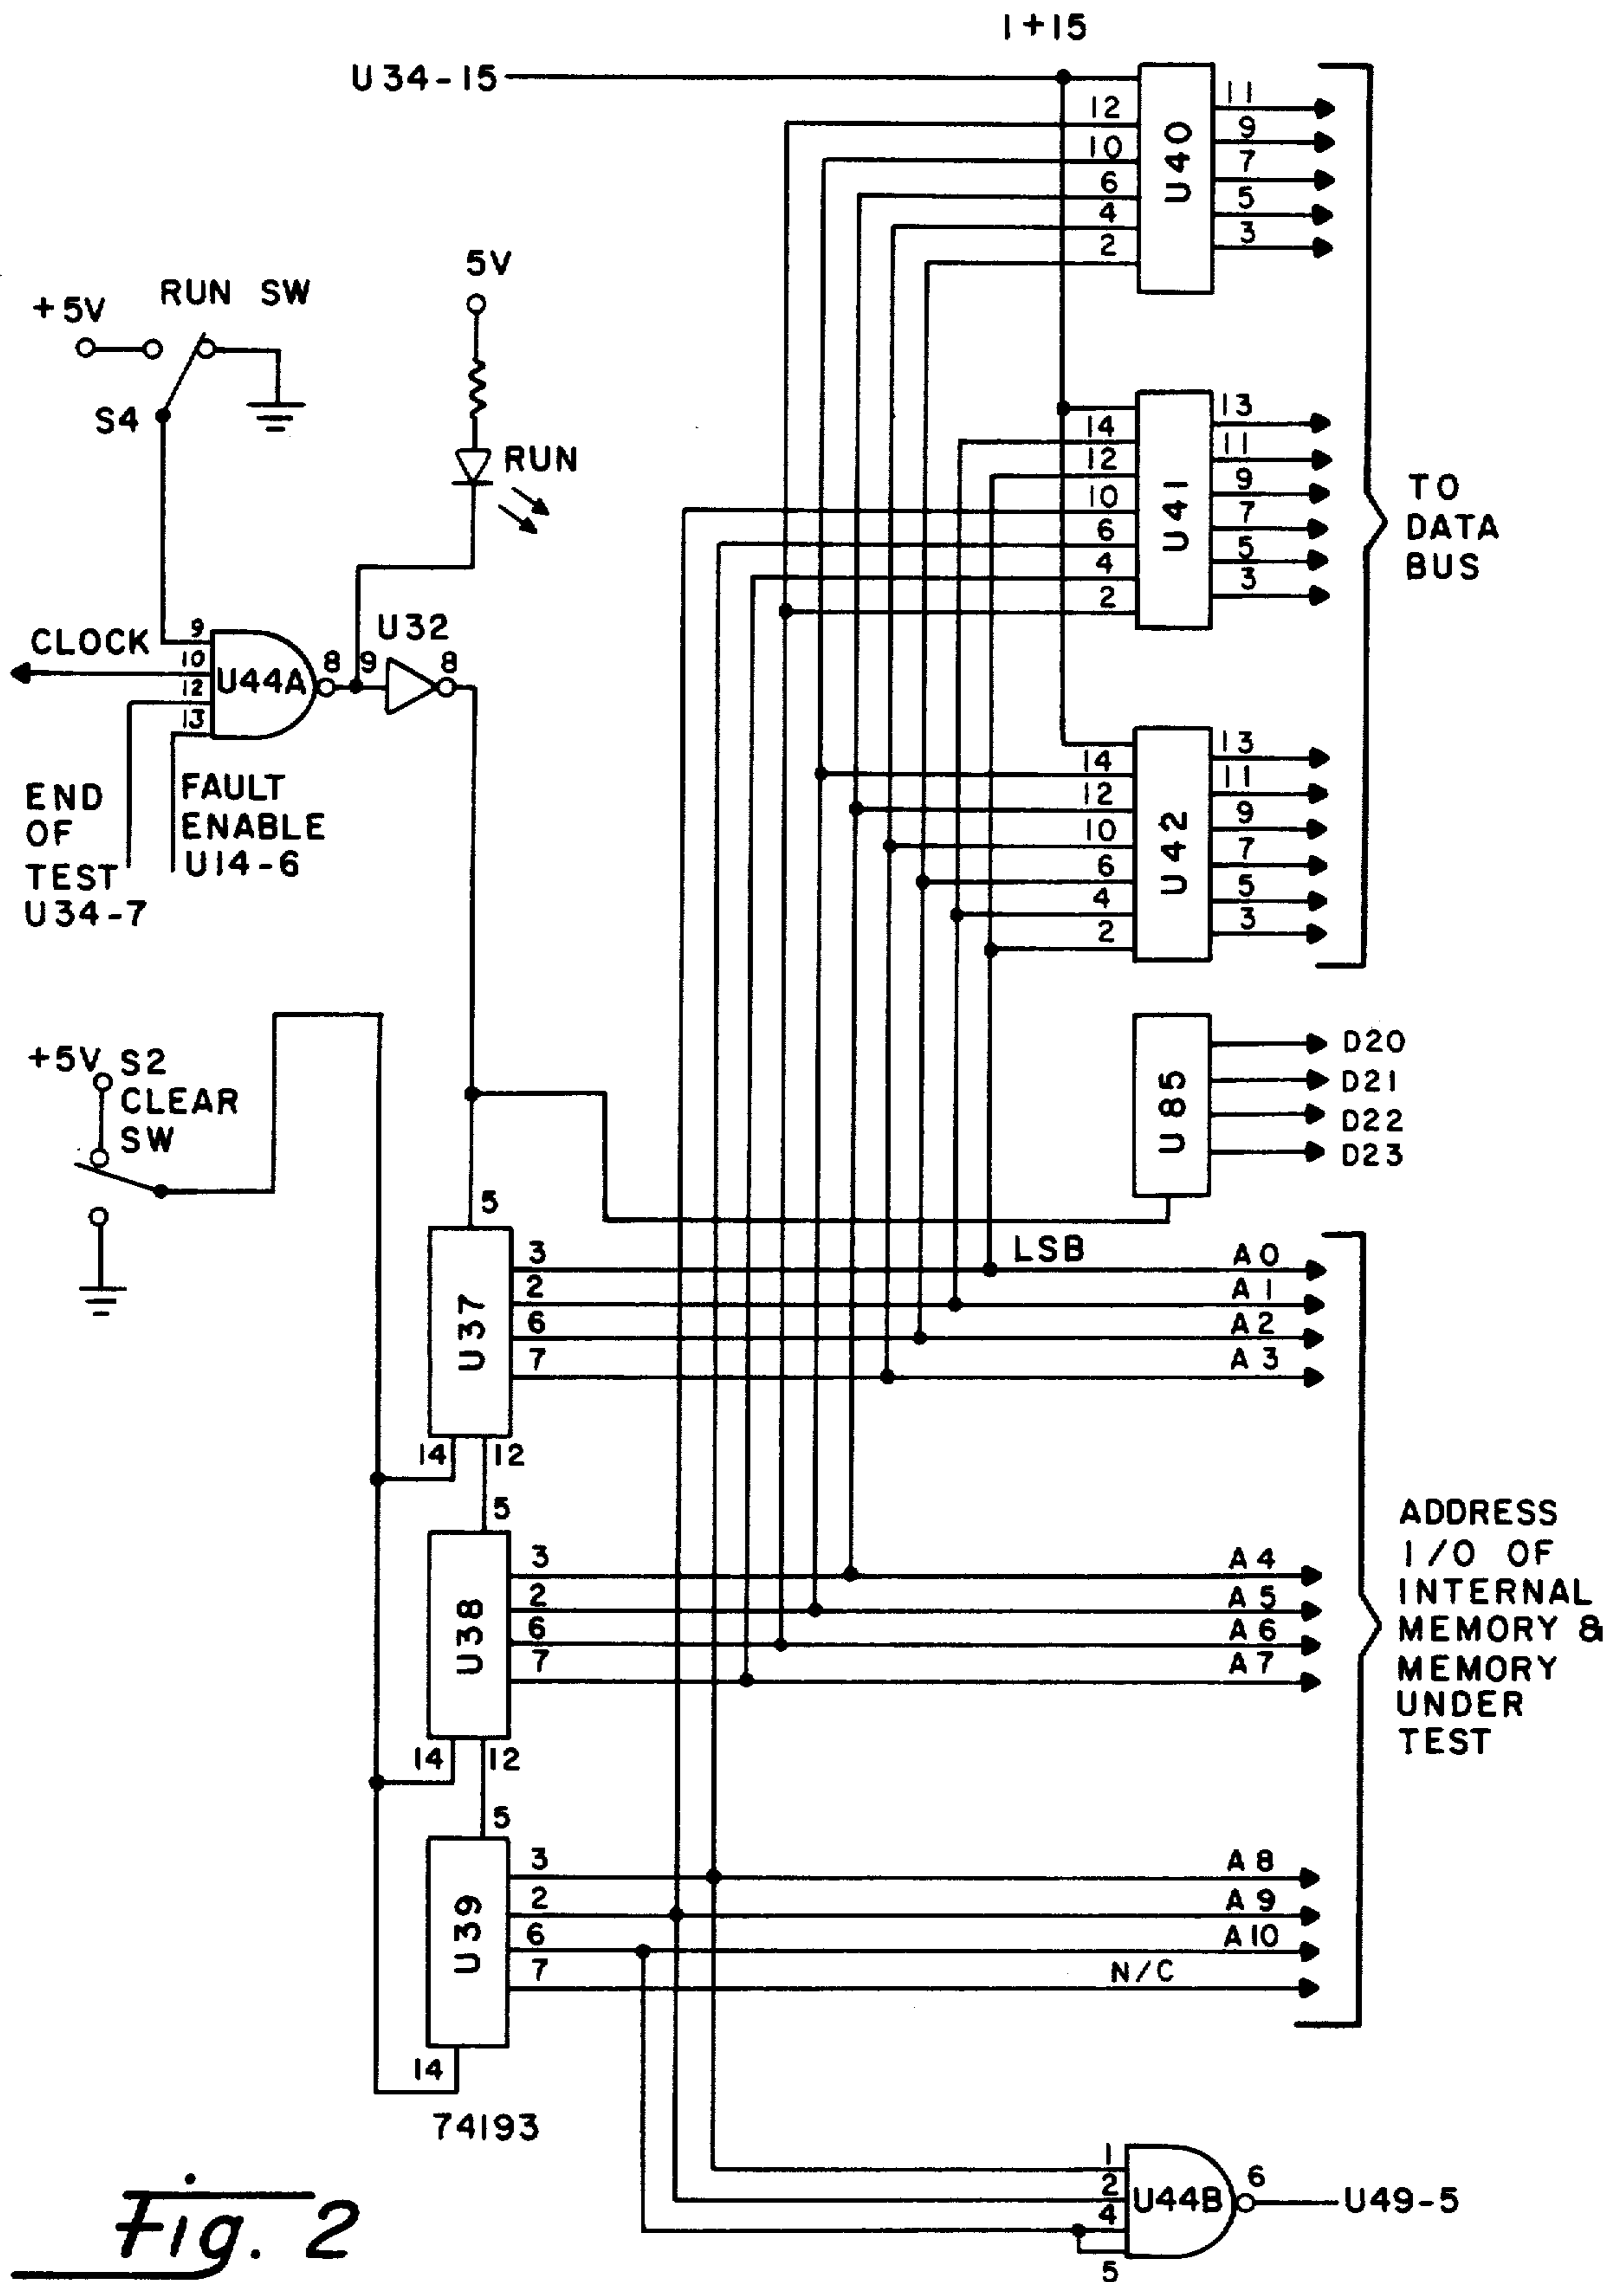 1+15
U34-15
12
10
6
4
2
U40
11
9
7
5
3
5V
RUN SW
+5V
S4
RUN
14
12
10
6
4
2
U41
13
11
9
7
5
3
TO
DATA
BUS
CLOCK
9
10
12
13
U44A
8
9
U32
8
END
OF
TEST
U34-7
FAULT
ENABLE
U14-6
14
12
10
6
4
2
U42
13
11
9
7
5
3
+5V
S2
CLEAR
SW
U85
D20
D21
D22
D23
5
U37
3
2
6
7
14
12
LSB
A0
A1
A2
A3
5
U38
3
2
6
7
14
12
A4
A5
A6
A7
ADDRESS
I/O OF
INTERNAL
MEMORY &
MEMORY
UNDER
TEST
5
U39
3
2
6
7
14
A8
A9
A10
N/C
74193
1
2
4
5
U44B
6
U49-5
Fig. 2